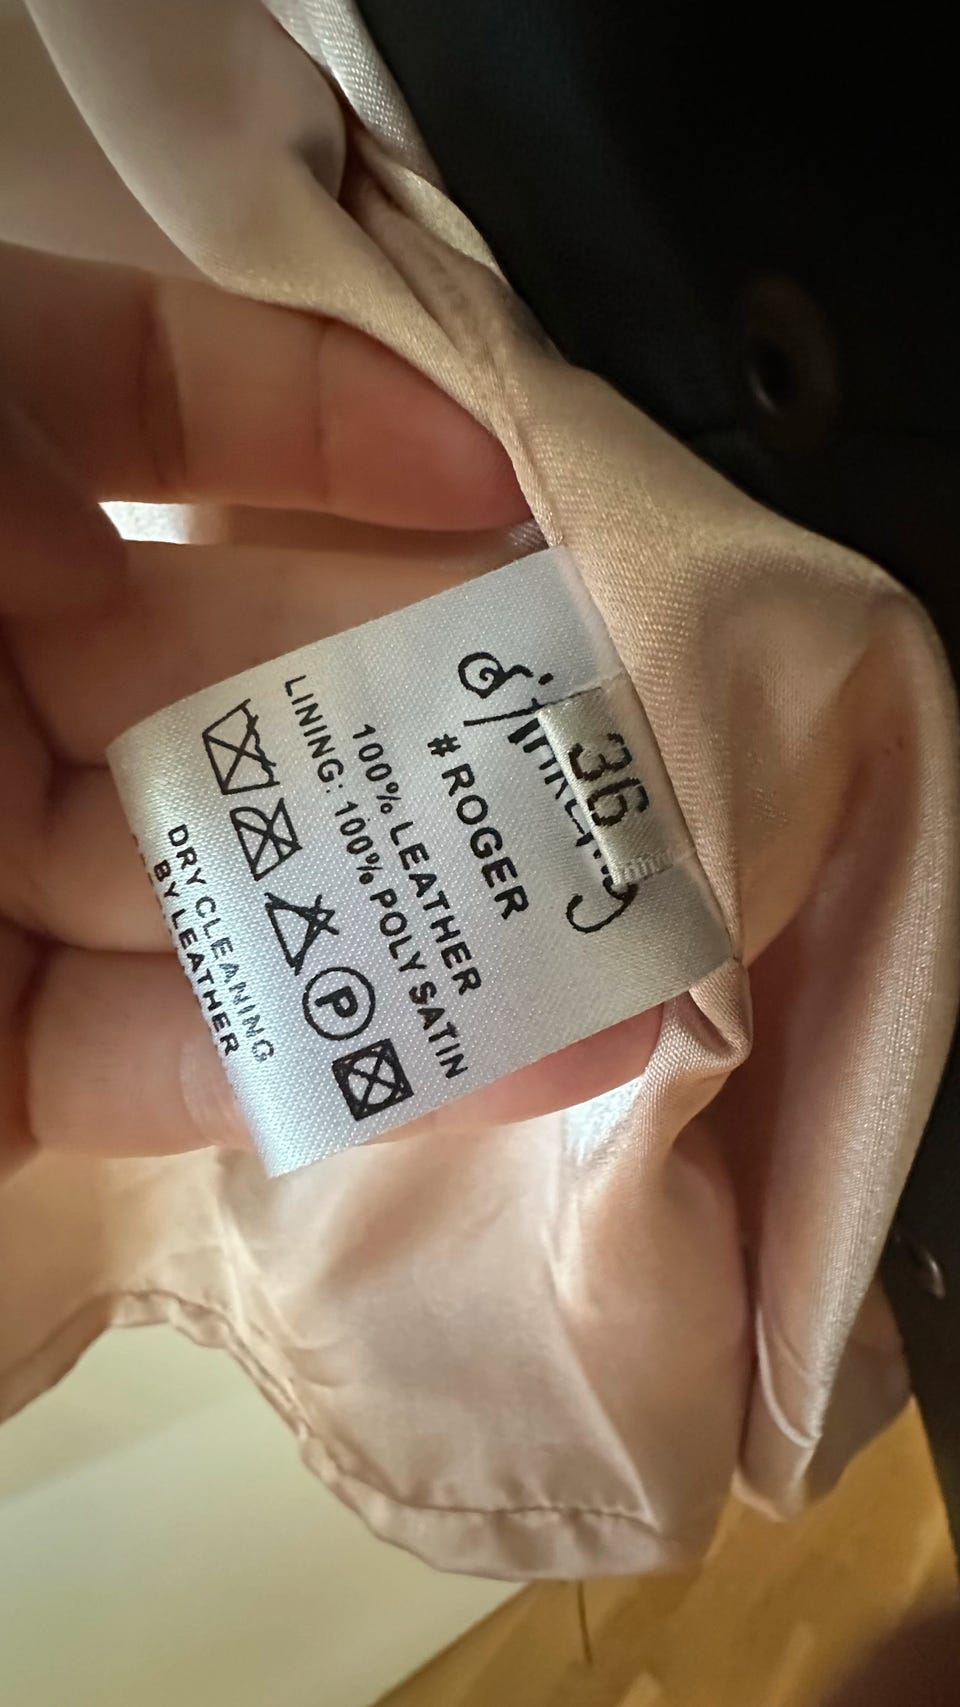 36
#ROGER
100% LEATHER
LINING: 100% POLY SATIN
P
DRY CLEANING
BY LEATHER